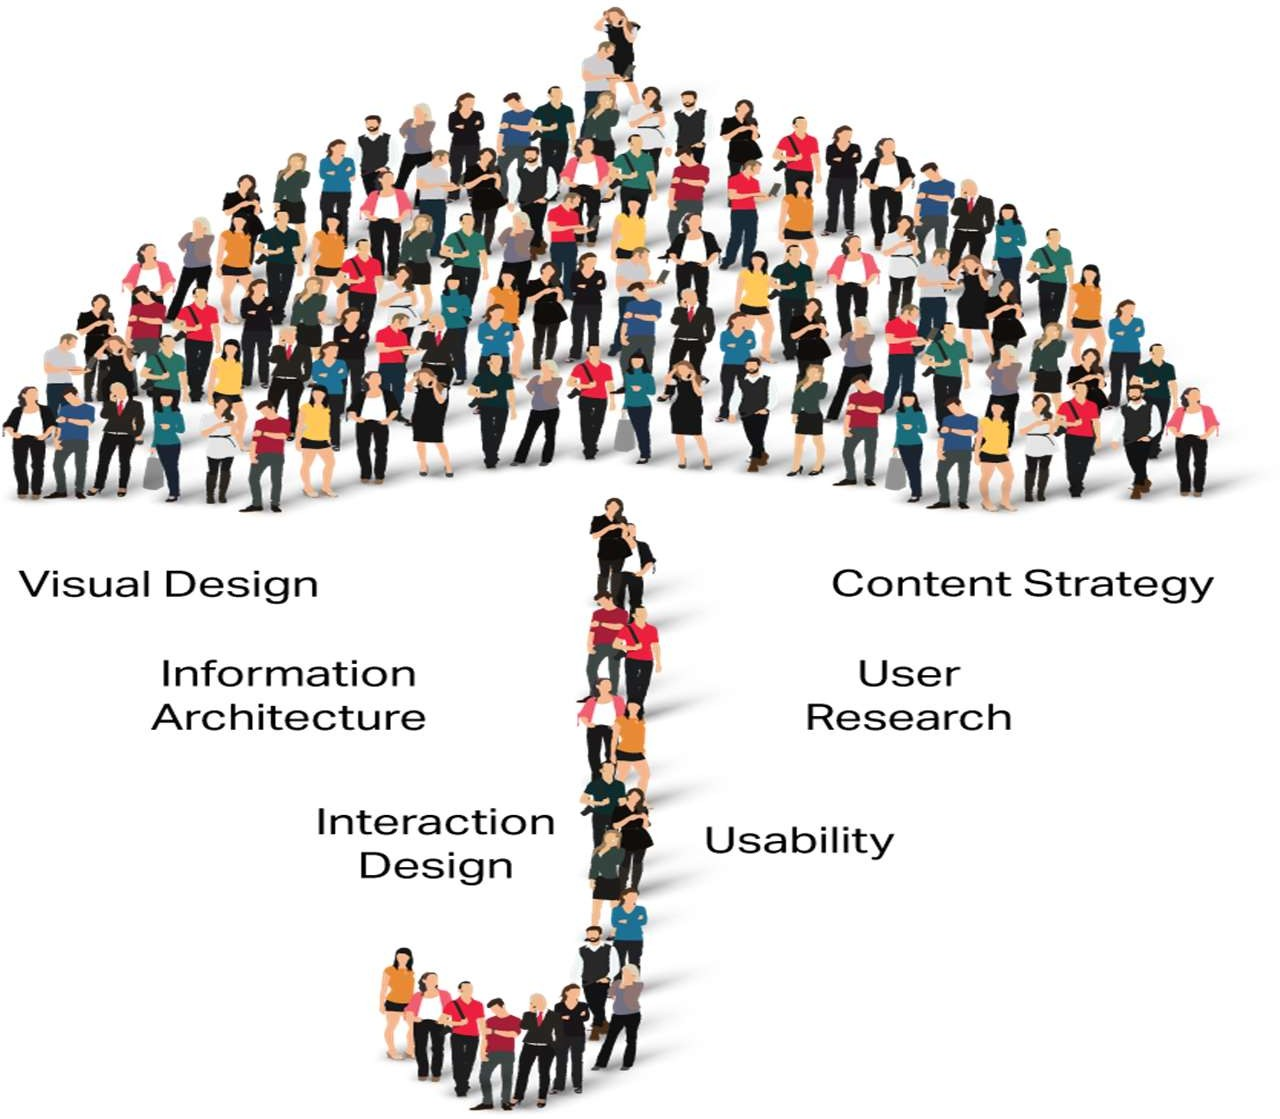 Visual Design
Content Strategy
Information
Architecture
User
Research
Interaction
Design
Usability